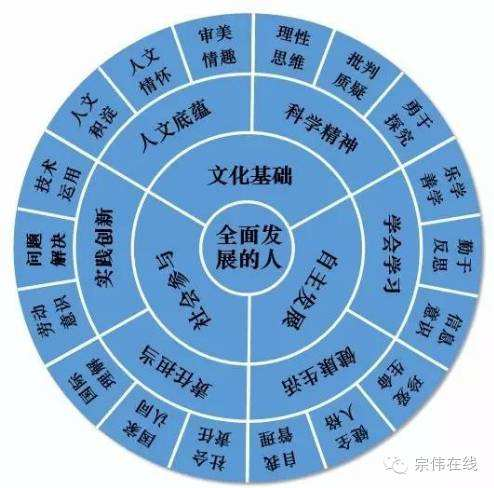 全面发
展的人
文化基础
自主发展
社会参与
人文底蕴
科学精神
学会学习
健康生活
责任担当
实践创新
人文
积淀
人文
情怀
审美
情趣
理性
思维
批判
质疑
勇于
探究
乐学
善学
勤于
反思
信息
意识
珍爱
生命
健全
人格
自我
管理
社会
责任
国家
认同
国际
理解
劳动
意识
问题
解决
技术
运用
宗伟在线